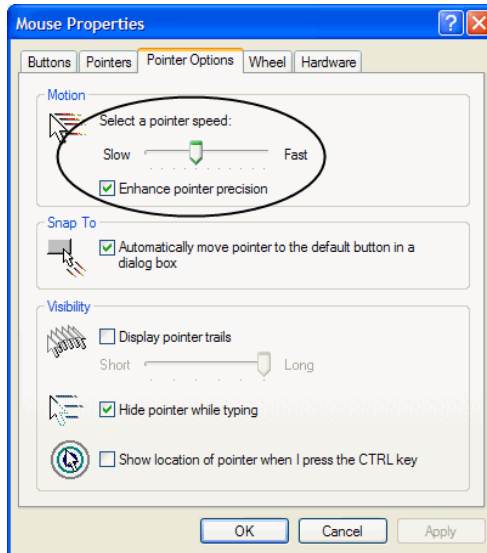 Mouse Properties
Buttons Pointers Pointer Options Wheel Hardware
Motion
Select a pointer speed:
Slow Fast
Enhance pointer precision
Snap To
Automatically move pointer to the default button in a
dialog box
Visibility
Display pointer trails
Short Long
Hide pointer while typing
Show location of pointer when I press the CTRL key
OK Cancel Apply